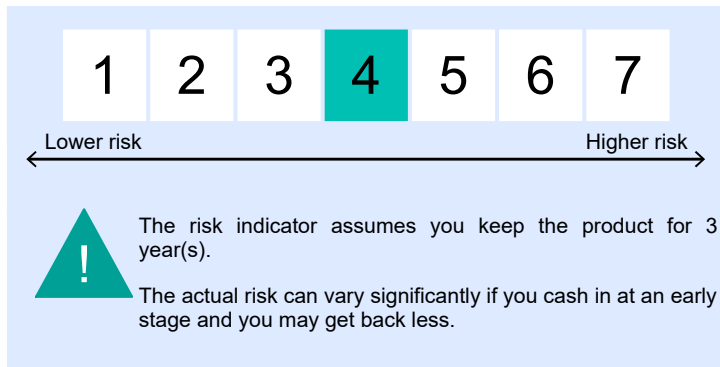 1 2 3 4 5 6 7
Lower risk Higher risk
!
The risk indicator assumes you keep the product for 3
year(s).
The actual risk can vary significantly if you cash in at an early
stage and you may get back less.